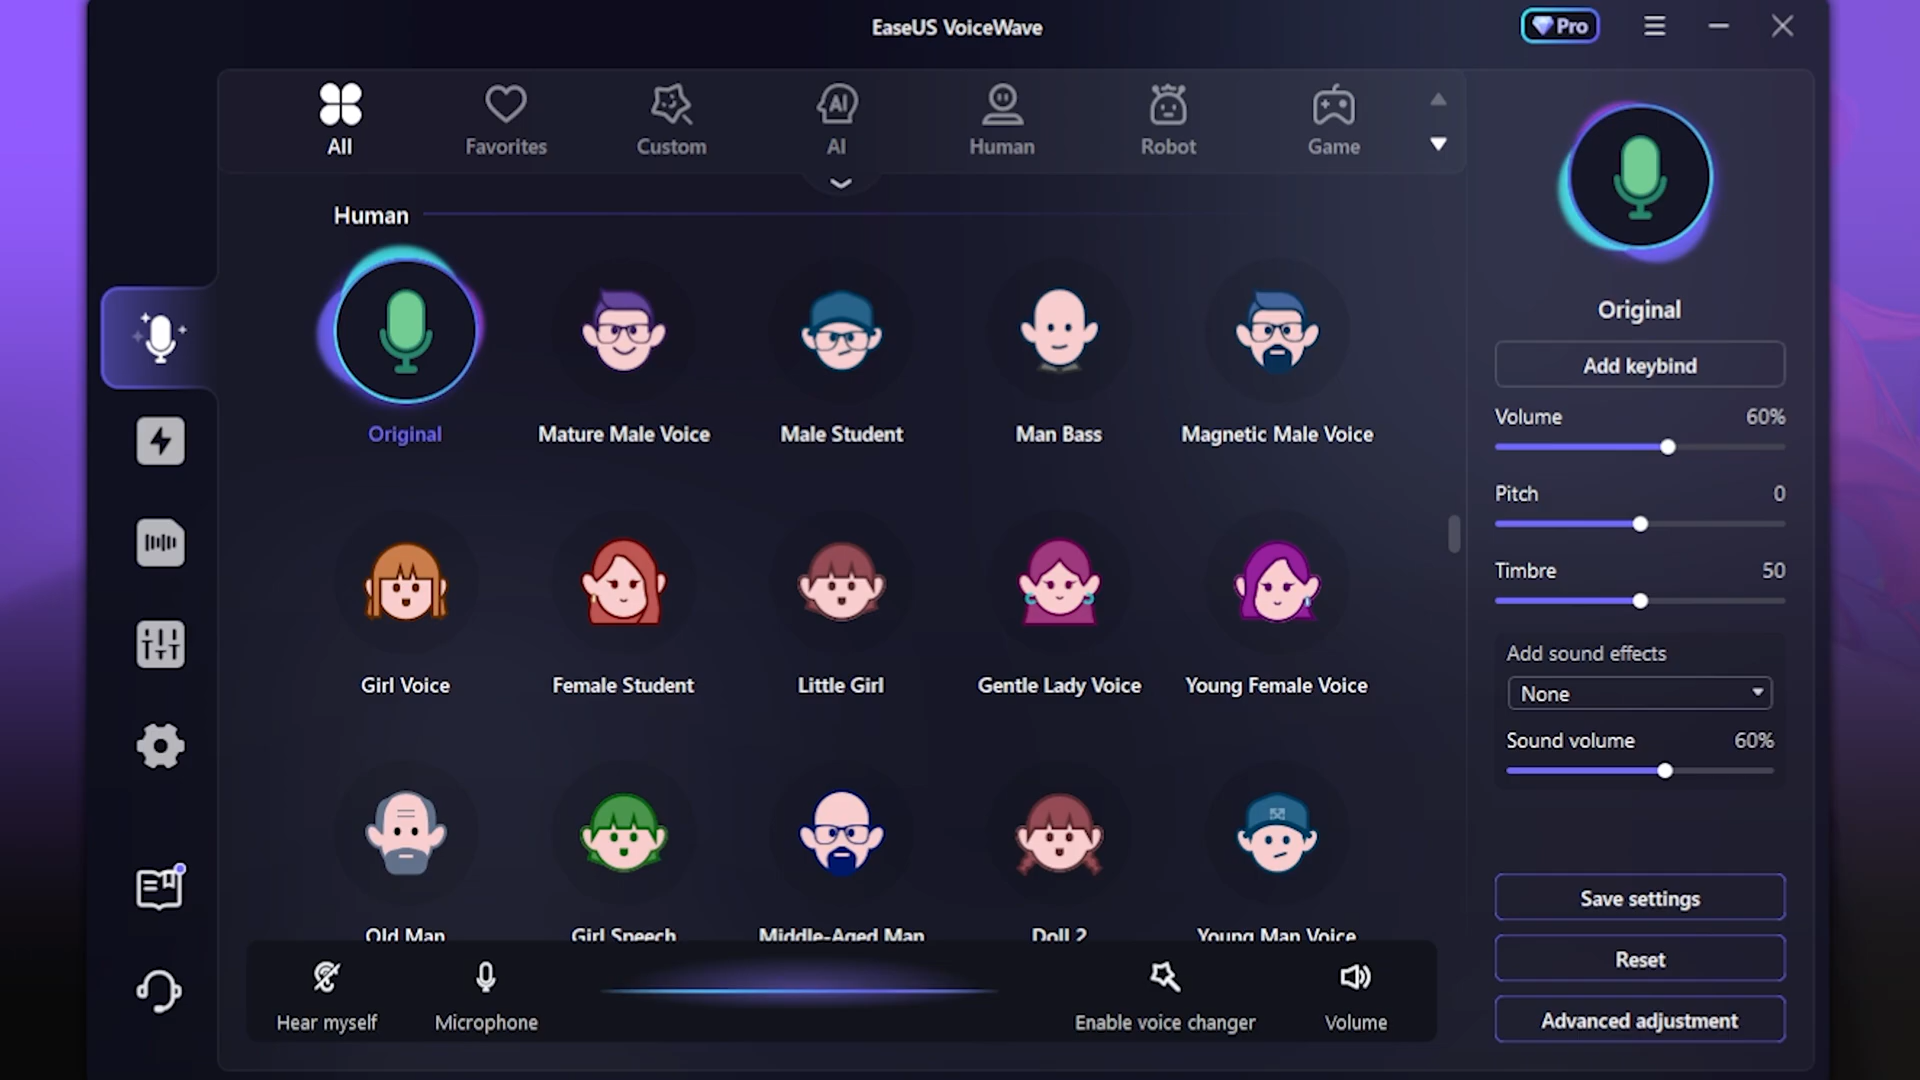 EaseUS VoiceWave
Pro
All
Favorites
Custom
AI
AI
Human
Robot
Game
Human
Original
Mature Male Voice
Male Student
Man Bass
Magnetic Male Voice
Girl Voice
Female Student
Little Girl
Gentle Lady Voice
Young Female Voice
Old Man
Girl Speech
Middle-Aged Man
Doll 2
Young Man Voice
Hear myself
Microphone
Enable voice changer
Volume
Original
Add keybind
Volume 60%
Pitch 0
Timbre 50
Add sound effects
None
Sound volume 60%
Save settings
Reset
Advanced adjustment